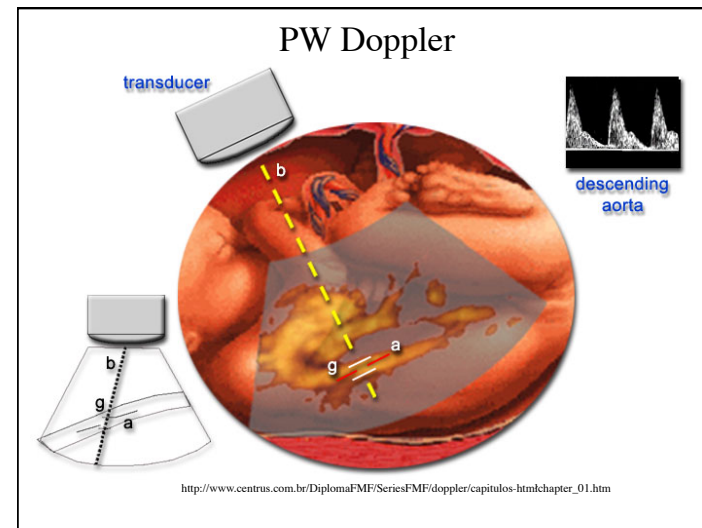 PW Doppler
transducer
b
descending
aorta
a
g
b
g
a
http://www.centrus.com.br/DiplomaFMF/SeriesFMF/doppler/capitulos-html/chapter_01.htm